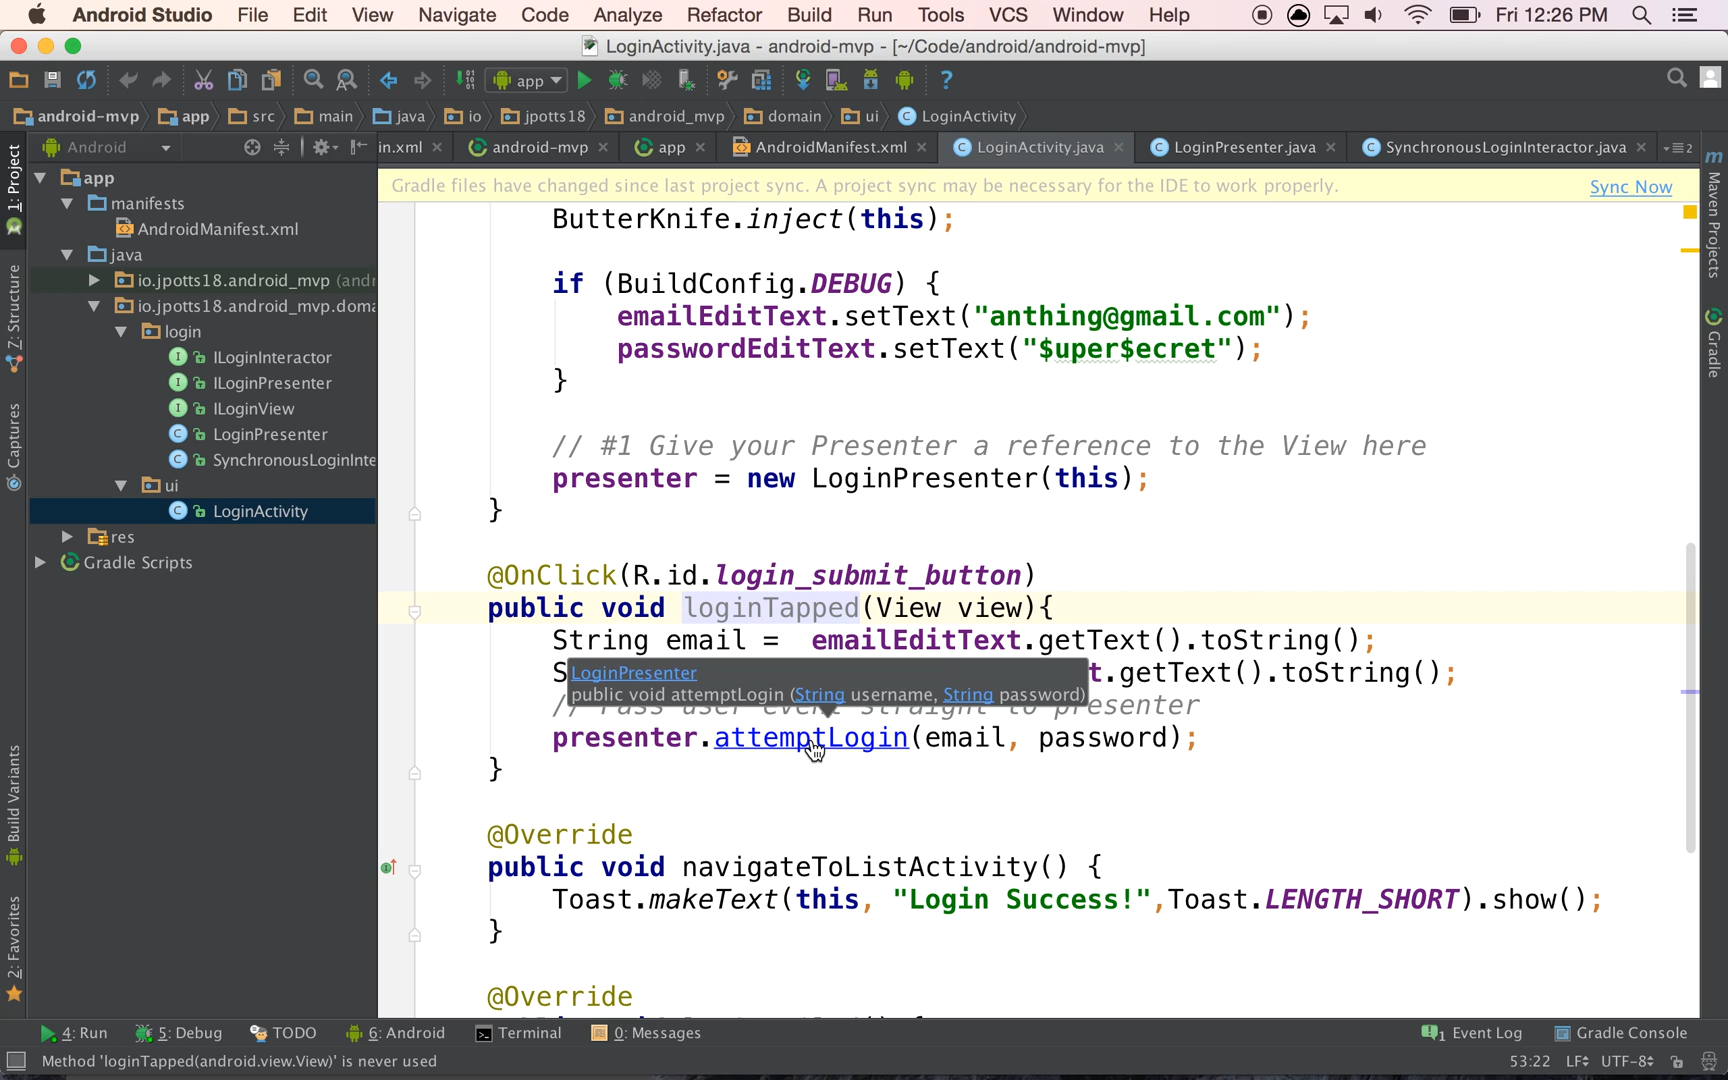 Android Studio File Edit View Navigate Code Analyze Refactor Build Run Tools VCS Window Help Fri 12:26 PM
LoginActivity.java - android-mvp - [~/Code/android/android-mvp]
app
android-mvp app src main java io jpotts18 android_mvp domain ui LoginActivity
Android
in.xml android-mvp app AndroidManifest.xml LoginActivity.java LoginPresenter.java SynchronousLoginInteractor.java 2
Gradle files have changed since last project sync. A project sync may be necessary for the IDE to work properly. Sync Now
1: Project
Z: Structure
Captures
Build Variants
2: Favorites
app
manifests
AndroidManifest.xml
java
io.jpotts18.android_mvp (andr
io.jpotts18.android_mvp.doma
login
ILoginInteractor
ILoginPresenter
ILoginView
LoginPresenter
SynchronousLoginInte
ui
LoginActivity
res
Gradle Scripts
ButterKnife.inject(this);
if (BuildConfig.DEBUG) {
emailEditText.setText("anthing@gmail.com");
passwordEditText.setText("$uper$ecret");
}
// #1 Give your Presenter a reference to the View here
presenter = new LoginPresenter(this);
}
@OnClick(R.id.login_submit_button)
public void loginTapped(View view){
String email =  emailEditText.getText().toString();
S t.getText().toString();
LoginPresenter
public void attemptLogin (String username, String password)
// Pass user event straight to presenter
presenter.attemptLogin(email, password);
}
@Override
public void navigateToListActivity() {
Toast.makeText(this, "Login Success!",Toast.LENGTH_SHORT).show();
}
@Override
Maven Projects
Gradle
4: Run 5: Debug TODO 6: Android Terminal 0: Messages 1 Event Log Gradle Console
Method 'loginTapped(android.view.View)' is never used 53:22 LF UTF-8